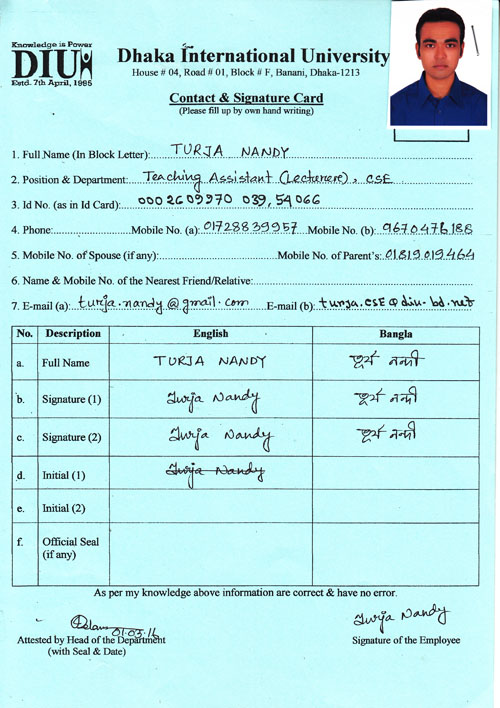 Knowledge is Power
DIU
Estd. 7th April, 1995
Dhaka International University
House # 04, Road # 01, Block # F, Banani, Dhaka-1213
Contact & Signature Card
(Please fill up by own hand writing)
1. Full Name (In Block Letter): TURJA NANDY
2. Position & Department: Teaching Assistant (Lecturere), CSE
3. Id No. (as in Id Card): 0002609970 039,54066
4. Phone: Mobile No. (a): 01728839957 Mobile No. (b): 9670476188
5. Mobile No. of Spouse (if any): Mobile No. of Parent's: 01819019464
6. Name & Mobile No. of the Nearest Friend/Relative:
7. E-mail (a): turja.nandy@gmail.com E-mail (b): turja.cse@diu-bd.net
No. Description English Bangla
a. Full Name TURJA NANDY তূর্য নন্দী
b. Signature (1) Turja Nandy তূর্য নন্দী
c. Signature (2) Turja Nandy তূর্য নন্দী
d. Initial (1) Turja Nandy
e. Initial (2)
f. Official Seal
(if any)
As per my knowledge above information are correct & have no error.
01.03.16
Turja Nandy
Attested by Head of the Department
(with Seal & Date)
Signature of the Employee